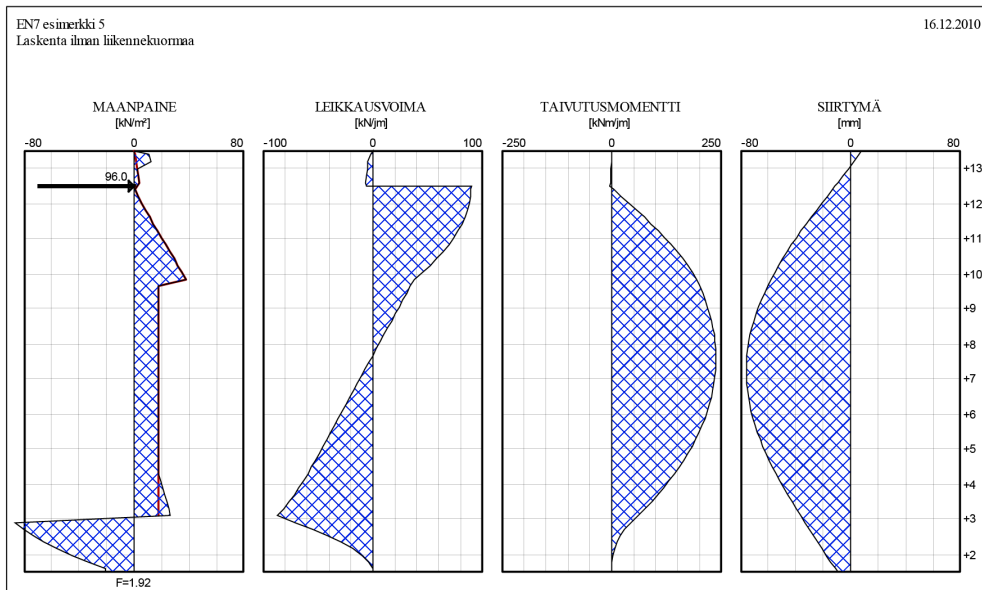 EN7 esimerkki 5
16.12.2010
Laskenta ilman liikennekuormaa
MAANPAINE
LEIKKAUSVOIMA
TAIVUTUSMOMENTTI
SIIRTYMÄ
[kN/m²]
[kN/jm]
[kNm/jm]
[mm]
-80 0 80
-100 0 100
-250 0 250
-80 0 80
+13
96.0
+12
+11
+10
+9
+8
+7
+6
+5
+4
+3
+2
F=1.92